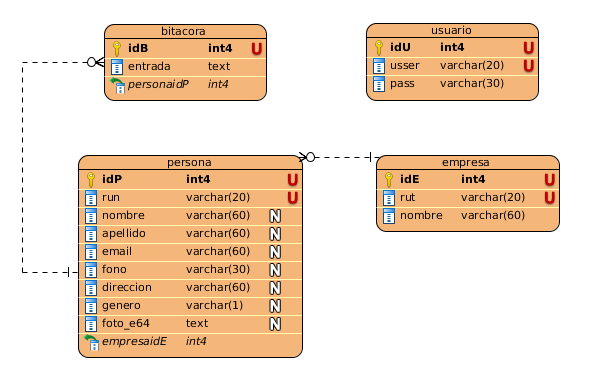 bitacora
idB int4 U
entrada text
personaidP int4
usuario
idU int4 U
usser varchar(20) U
pass varchar(30)
persona
idP int4 U
run varchar(20) U
nombre varchar(60) N
apellido varchar(60) N
email varchar(60) N
fono varchar(30) N
direccion varchar(60) N
genero varchar(1) N
foto_e64 text N
empresaidE int4
empresa
idE int4 U
rut varchar(20) U
nombre varchar(60)